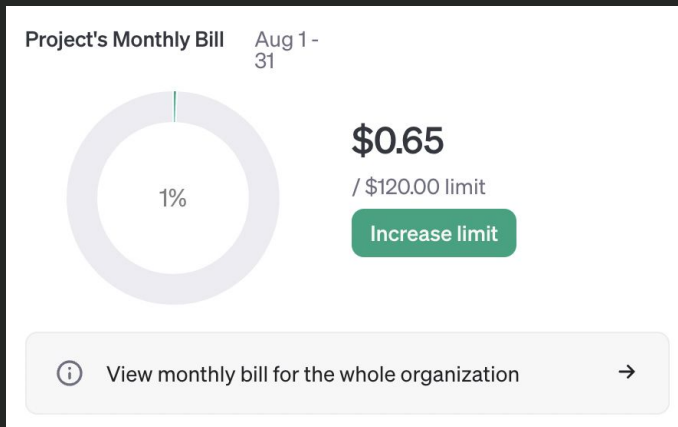 Project's Monthly Bill
Aug 1 -
31
1%
$0.65
/ $120.00 limit
Increase limit
View monthly bill for the whole organization